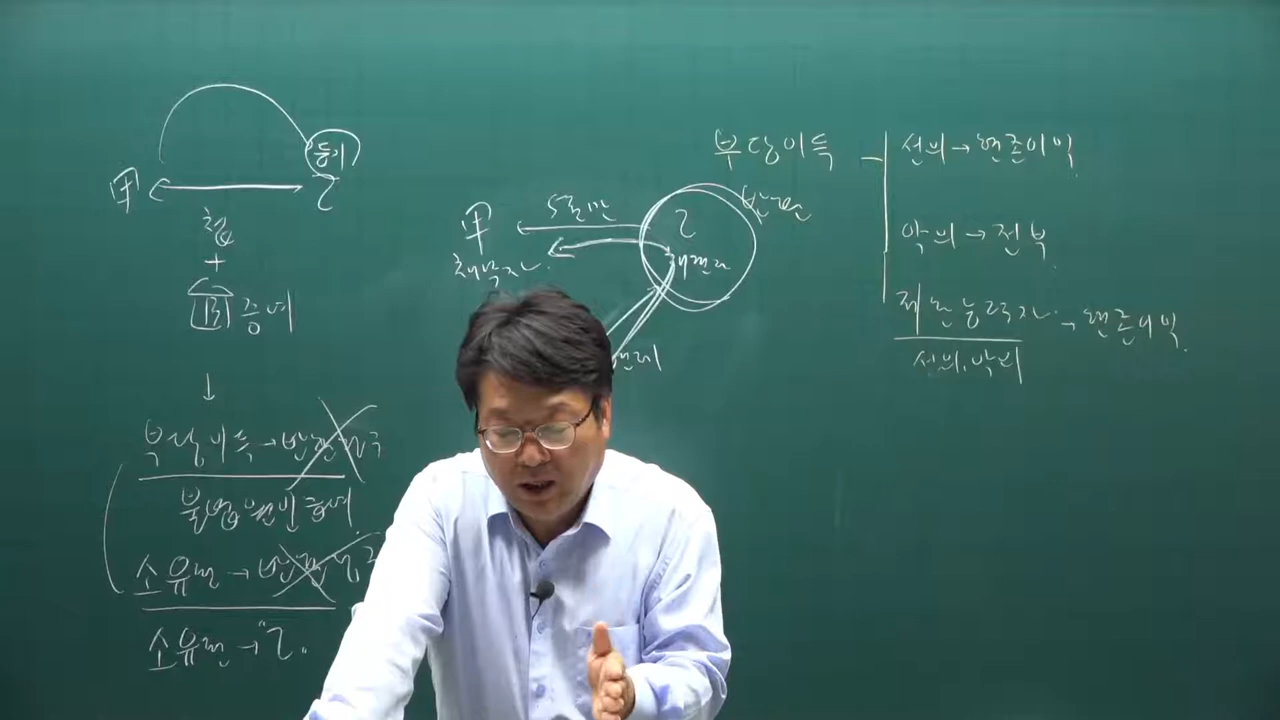 등기
甲 乙
첩
+
증여
↓
부당이득 → 반환청구
불법원인급여
소유권 → 반환청구
소유권 → 乙.
甲 5천만 乙 반환
채무자. 채권자
부당이득
선의 → 현존이익
악의 → 전부
제한능력자 → 현존이익.
선의, 악의